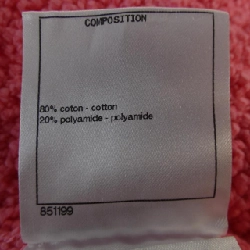 COMPOSITION
80% coton - cotton
20% polyamide - polyamide
851199